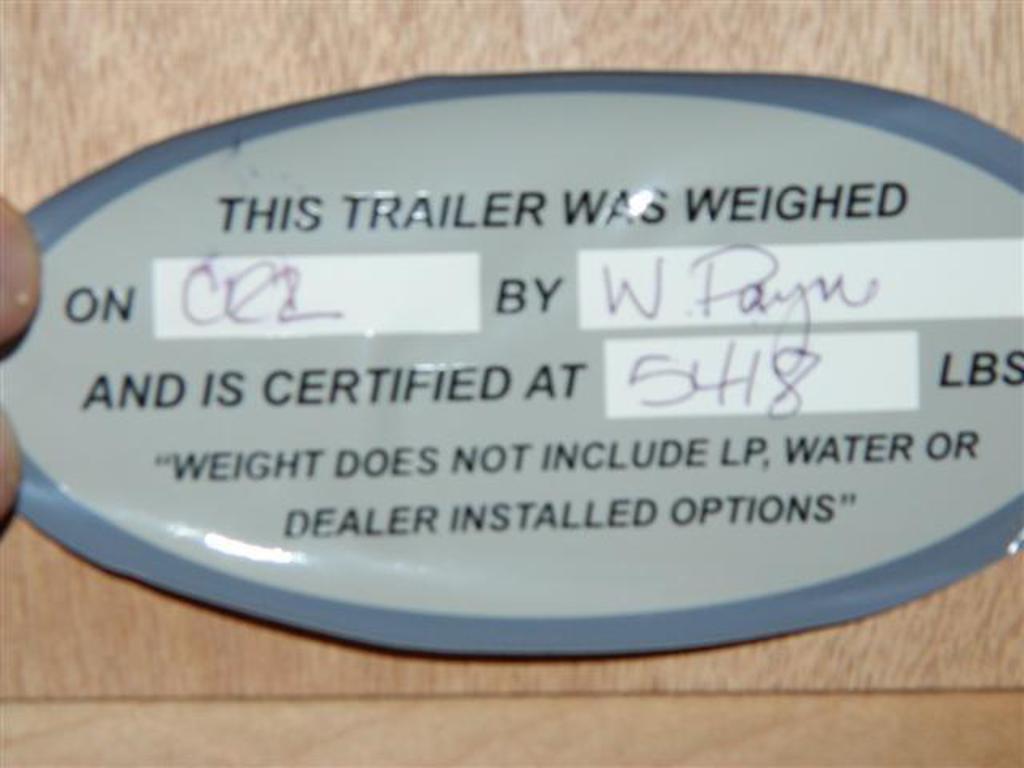 THIS TRAILER WAS WEIGHED
ON BY W. Payne
AND IS CERTIFIED AT 5418 LBS
"WEIGHT DOES NOT INCLUDE LP, WATER OR
DEALER INSTALLED OPTIONS"